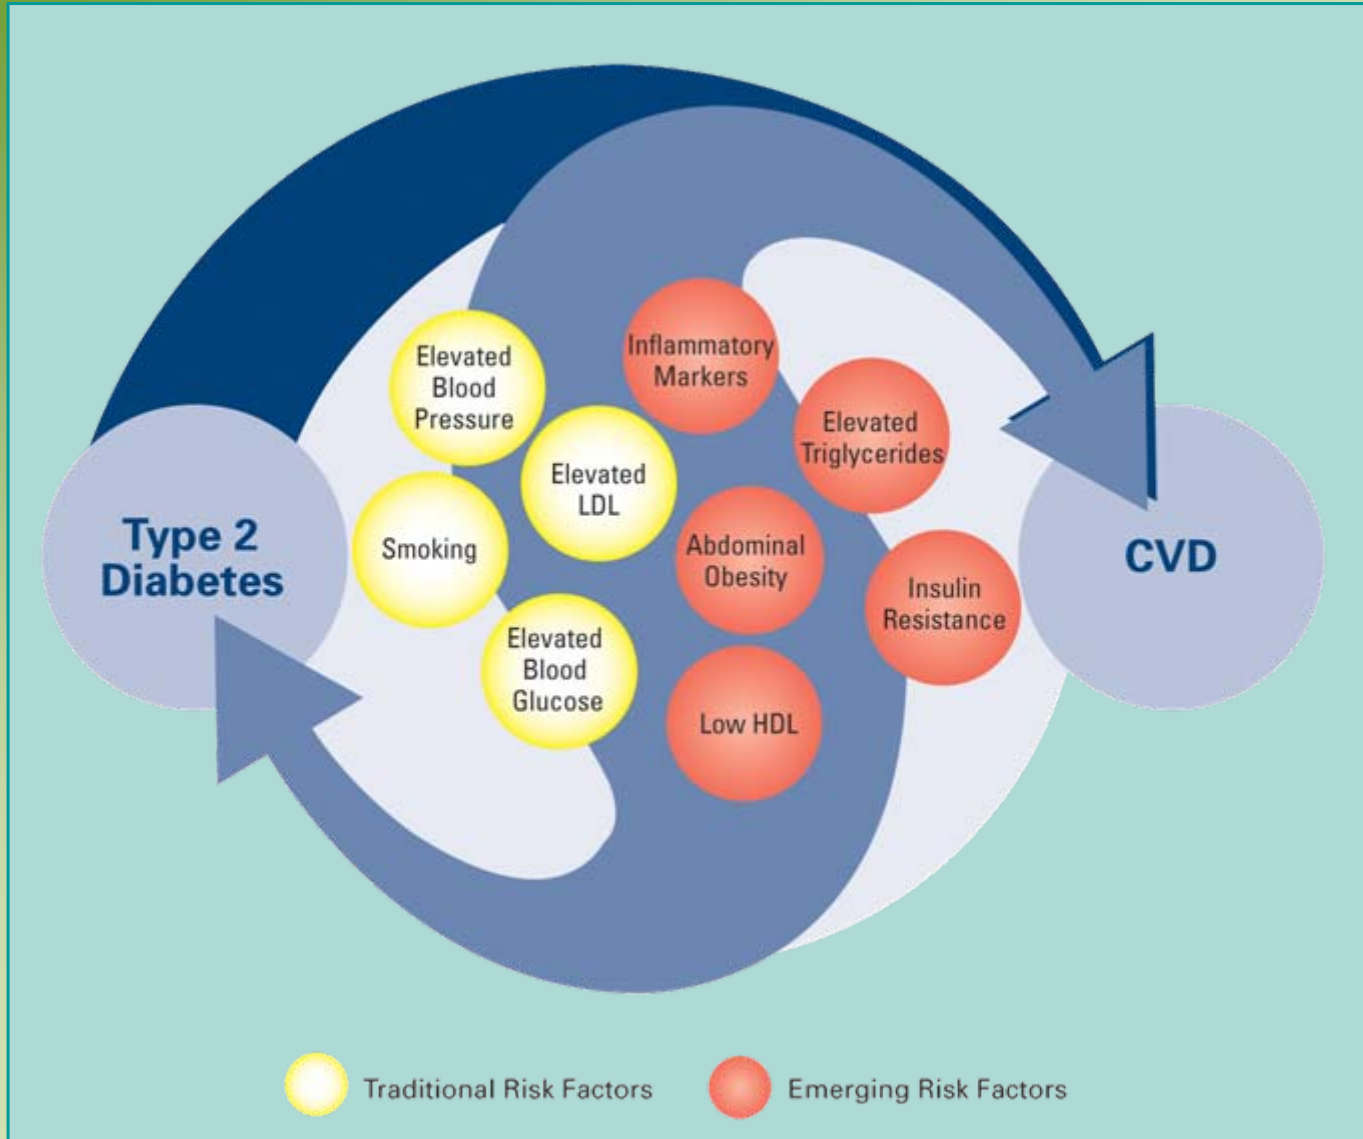 Elevated
Blood
Pressure
Inflammatory
Markers
Elevated
Triglycerides
Elevated
LDL
Type 2
Diabetes
Smoking
Abdominal
Obesity
CVD
Insulin
Resistance
Elevated
Blood
Glucose
Low HDL
Traditional Risk Factors
Emerging Risk Factors